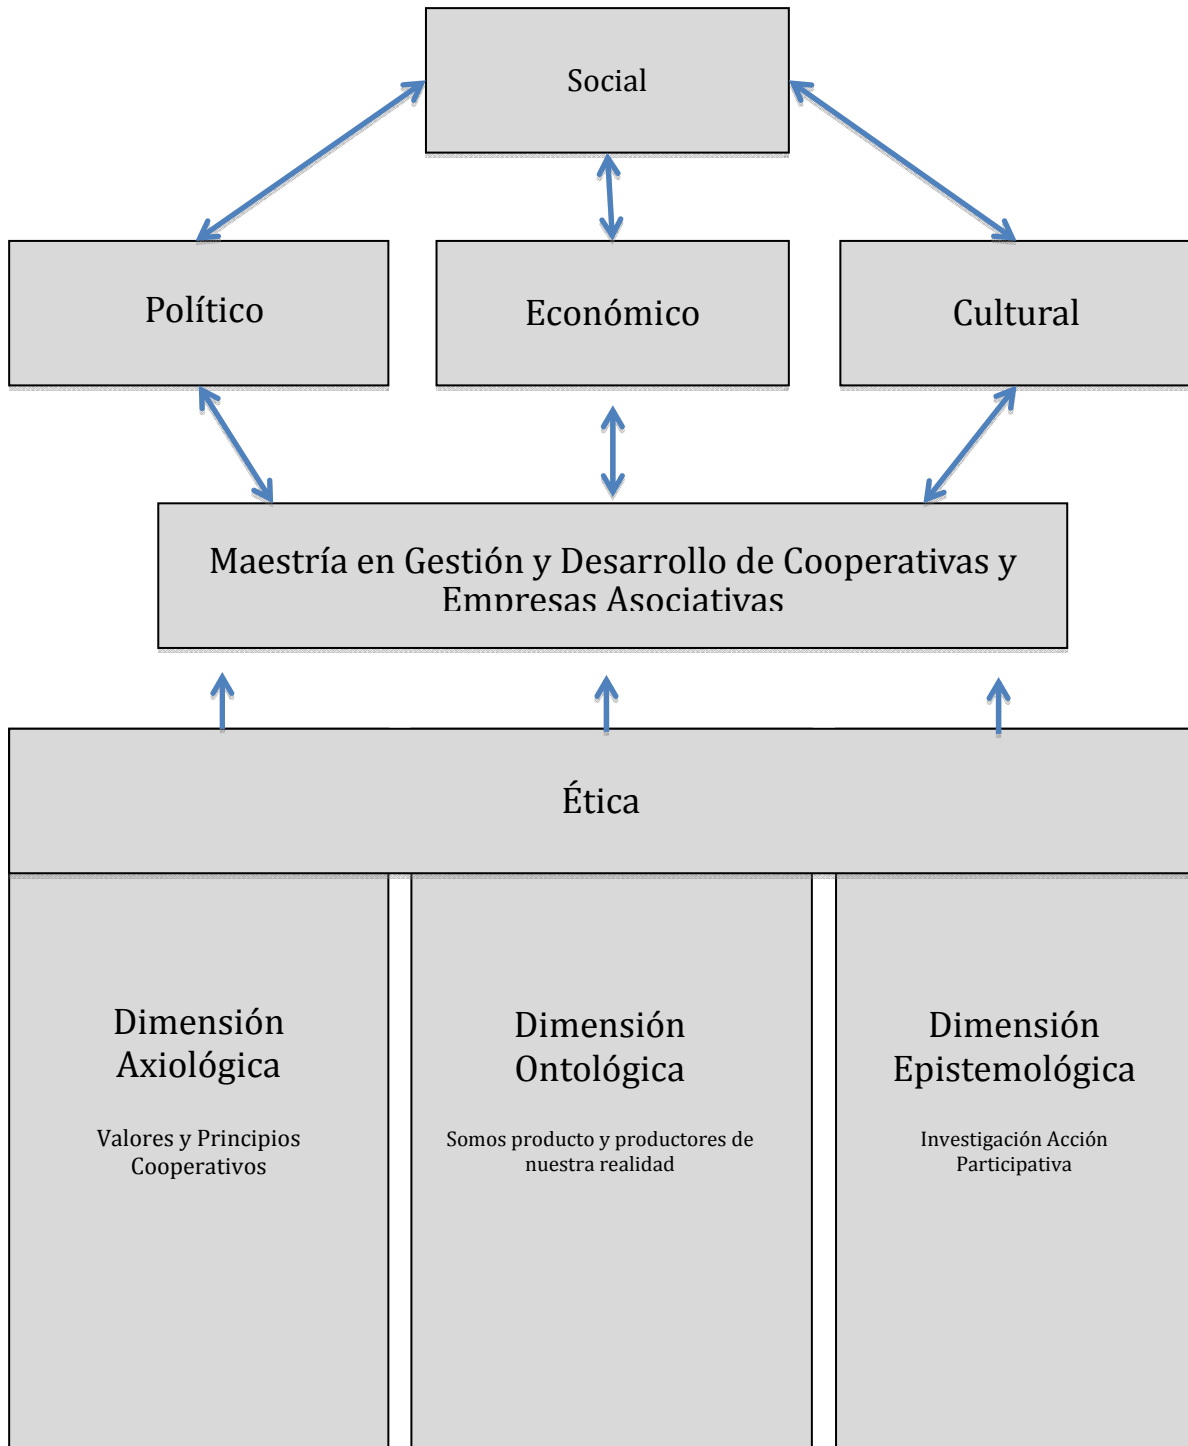 Social
Político
Económico
Cultural
Maestría en Gestión y Desarrollo de Cooperativas y
Empresas Asociativas
Ética
Dimensión
Axiológica
Valores y Principios
Cooperativos
Dimensión
Ontológica
Somos producto y productores de
nuestra realidad
Dimensión
Epistemológica
Investigación Acción
Participativa